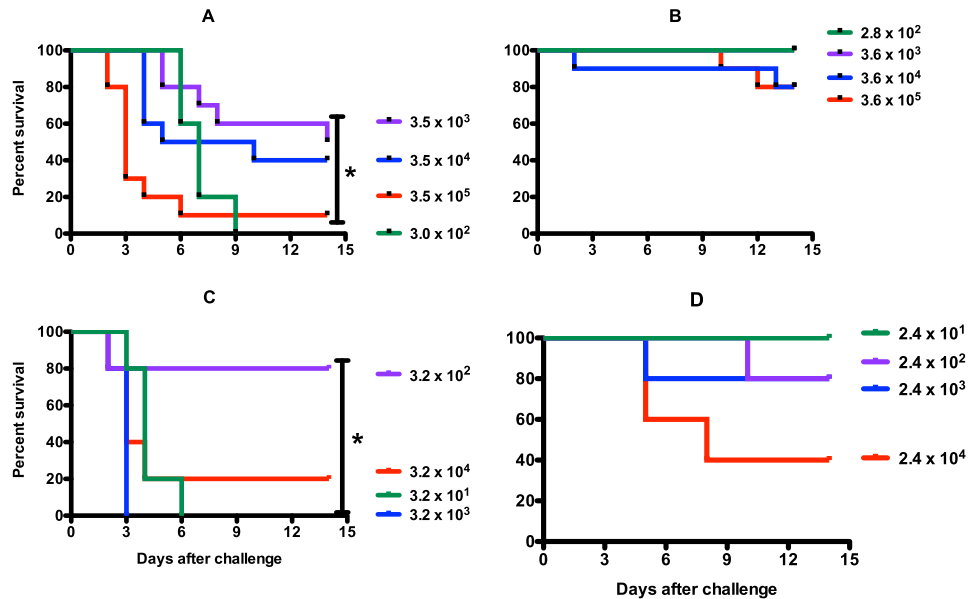 A
Percent survival
100
80
60
40
20
0
0 3 6 9 12 15
*
3.5 x 10³
3.5 x 10⁴
3.5 x 10⁵
3.0 x 10²
B
100
80
60
40
20
0
0 3 6 9 12 15
2.8 x 10²
3.6 x 10³
3.6 x 10⁴
3.6 x 10⁵
C
Percent survival
100
80
60
40
20
0
0 3 6 9 12 15
Days after challenge
*
3.2 x 10²
3.2 x 10⁴
3.2 x 10¹
3.2 x 10³
D
100
80
60
40
20
0
0 3 6 9 12 15
Days after challenge
2.4 x 10¹
2.4 x 10²
2.4 x 10³
2.4 x 10⁴